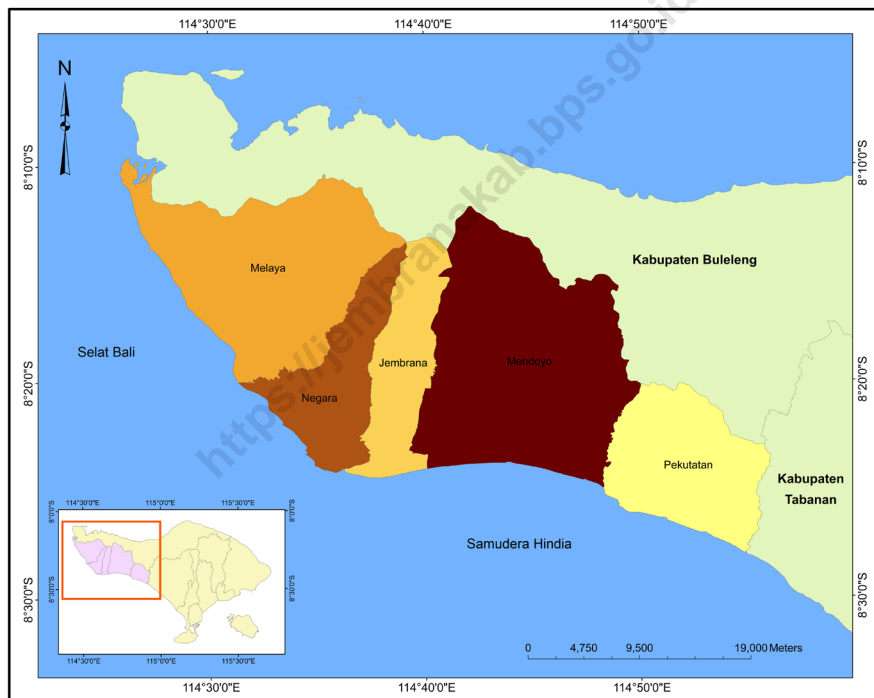 114°30'0"E
114°40'0"E
114°50'0"E
N
8°10'0"S
8°10'0"S
Kabupaten Buleleng
Melaya
Selat Bali
Jembrana
Mendoyo
8°20'0"S
8°20'0"S
Negara
Pekutatan
Kabupaten
Tabanan
https://jembranakab.bps.go.id
Samudera Hindia
114°30'0"E
115°0'0"E
115°30'0"E
8°0'0"S
8°0'0"S
8°30'0"S
8°30'0"S
114°30'0"E
115°0'0"E
115°30'0"E
8°30'0"S
8°30'0"S
0
4,750
9,500
19,000 Meters
114°30'0"E
114°40'0"E
114°50'0"E